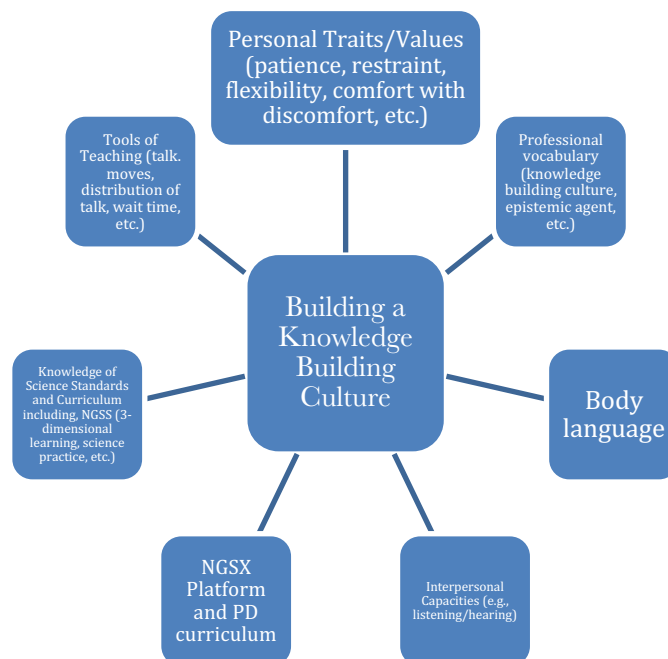 Personal Traits/Values
(patience, restraint,
flexibility, comfort with
discomfort, etc.)
Tools of
Teaching (talk.
moves,
distribution of
talk, wait time,
etc.)
Professional
vocabulary
(knowledge
building culture,
epistemic agent,
etc.)
Building a
Knowledge
Building
Culture
Knowledge of
Science Standards
and Curriculum
including, NGSS (3-
dimensional
learning, science
practice, etc.)
Body
language
NGSX
Platform
and PD
curriculum
Interpersonal
Capacities (e.g.,
listening/hearing)